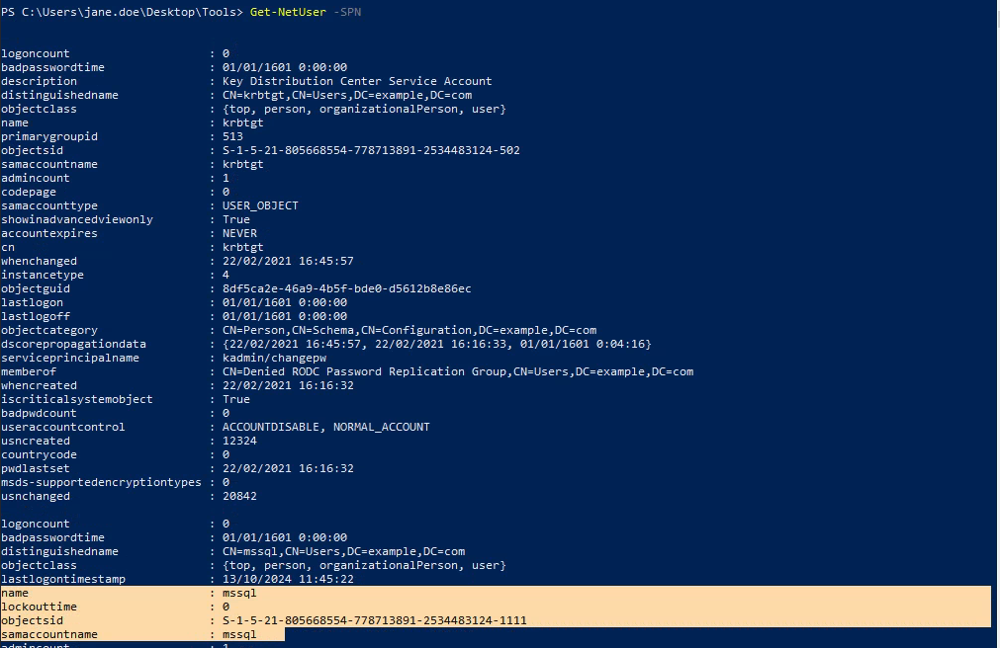 PS C:\Users\jane.doe\Desktop\Tools> Get-NetUser -SPN
logoncount : 0
badpasswordtime : 01/01/1601 0:00:00
description : Key Distribution Center Service Account
distinguishedname : CN=krbtgt,CN=Users,DC=example,DC=com
objectclass : {top, person, organizationalPerson, user}
name : krbtgt
primarygroupid : 513
objectsid : S-1-5-21-805668554-778713891-2534483124-502
samaccountname : krbtgt
admincount : 1
codepage : 0
samaccounttype : USER_OBJECT
showinadvancedviewonly : True
accountexpires : NEVER
cn : krbtgt
whenchanged : 22/02/2021 16:45:57
instancetype : 4
objectguid : 8df5ca2e-46a9-4b5f-bde0-d5612b8e86ec
lastlogon : 01/01/1601 0:00:00
lastlogoff : 01/01/1601 0:00:00
objectcategory : CN=Person,CN=Schema,CN=Configuration,DC=example,DC=com
dscorepropagationdata : {22/02/2021 16:45:57, 22/02/2021 16:16:33, 01/01/1601 0:04:16}
serviceprincipalname : kadmin/changepw
memberof : CN=Denied RODC Password Replication Group,CN=Users,DC=example,DC=com
whencreated : 22/02/2021 16:16:32
iscriticalsystemobject : True
badpwdcount : 0
useraccountcontrol : ACCOUNTDISABLE, NORMAL_ACCOUNT
usncreated : 12324
countrycode : 0
pwdlastset : 22/02/2021 16:16:32
msds-supportedencryptiontypes : 0
usnchanged : 20842
logoncount : 0
badpasswordtime : 01/01/1601 0:00:00
distinguishedname : CN=mssql,CN=Users,DC=example,DC=com
objectclass : {top, person, organizationalPerson, user}
lastlogontimestamp : 13/10/2024 11:45:22
name : mssql
lockouttime : 0
objectsid : S-1-5-21-805668554-778713891-2534483124-1111
samaccountname : mssql
admincount : 1